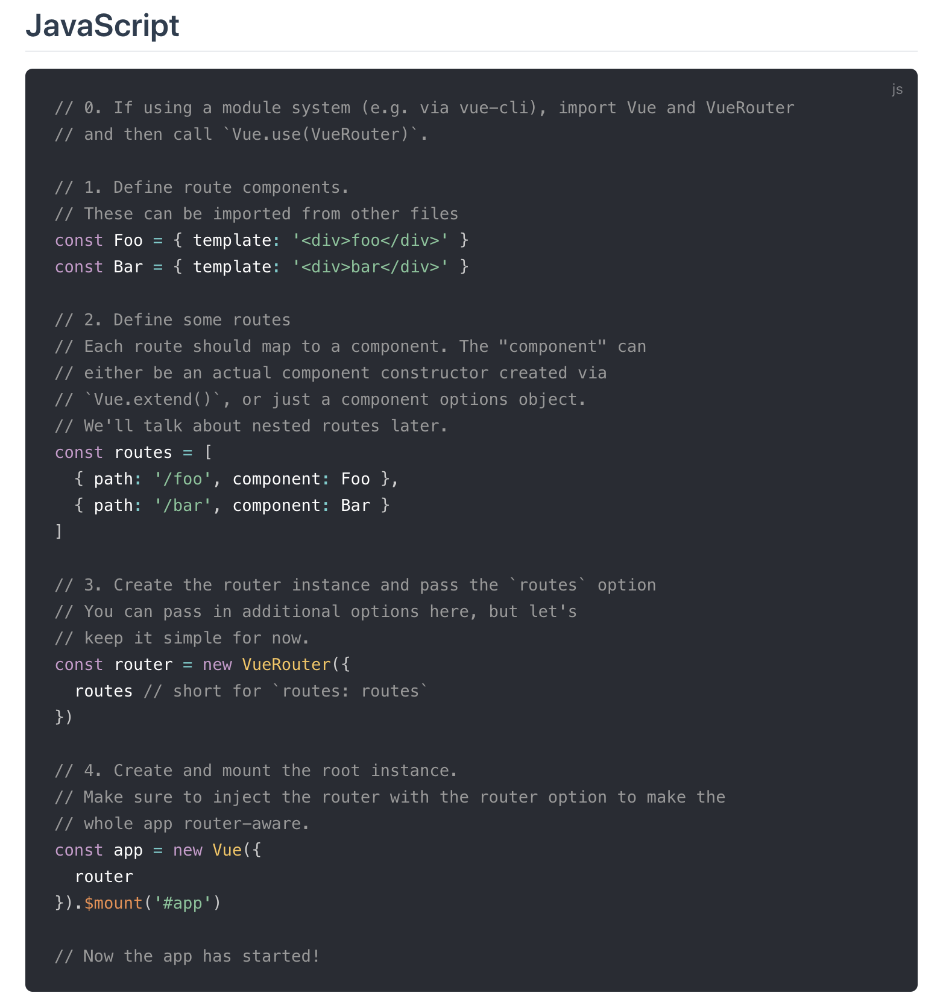 JavaScript
js
// 0. If using a module system (e.g. via vue-cli), import Vue and VueRouter
// and then call `Vue.use(VueRouter)`.

// 1. Define route components.
// These can be imported from other files
const Foo = { template: '<div>foo</div>' }
const Bar = { template: '<div>bar</div>' }

// 2. Define some routes
// Each route should map to a component. The "component" can
// either be an actual component constructor created via
// `Vue.extend()`, or just a component options object.
// We'll talk about nested routes later.
const routes = [
  { path: '/foo', component: Foo },
  { path: '/bar', component: Bar }
]

// 3. Create the router instance and pass the `routes` option
// You can pass in additional options here, but let's
// keep it simple for now.
const router = new VueRouter({
  routes // short for `routes: routes`
})

// 4. Create and mount the root instance.
// Make sure to inject the router with the router option to make the
// whole app router-aware.
const app = new Vue({
  router
}).$mount('#app')

// Now the app has started!